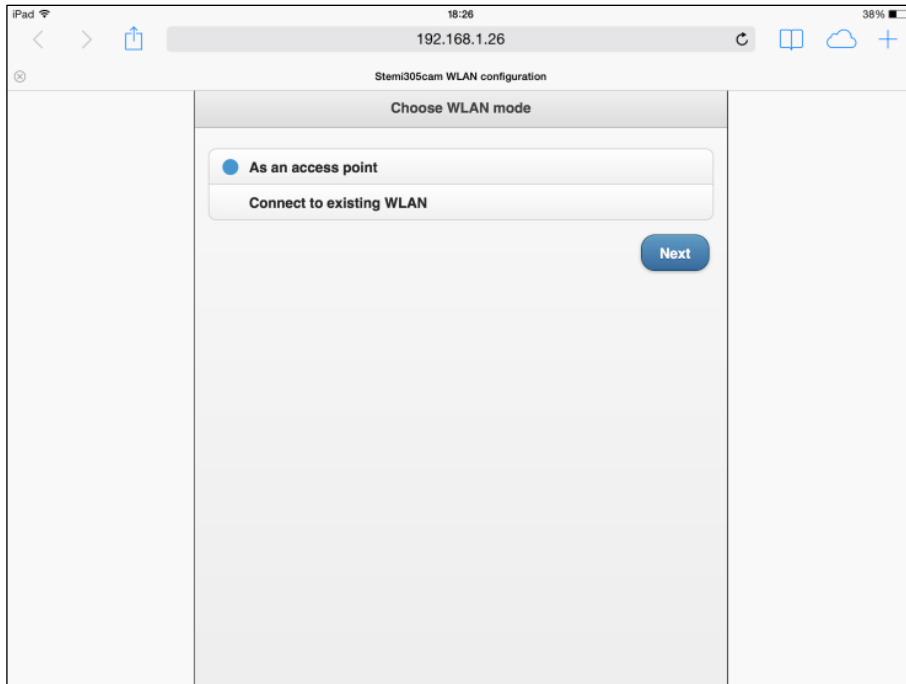 iPad 18:26 38%
192.168.1.26
Stemi305cam WLAN configuration
Choose WLAN mode
As an access point
Connect to existing WLAN
Next